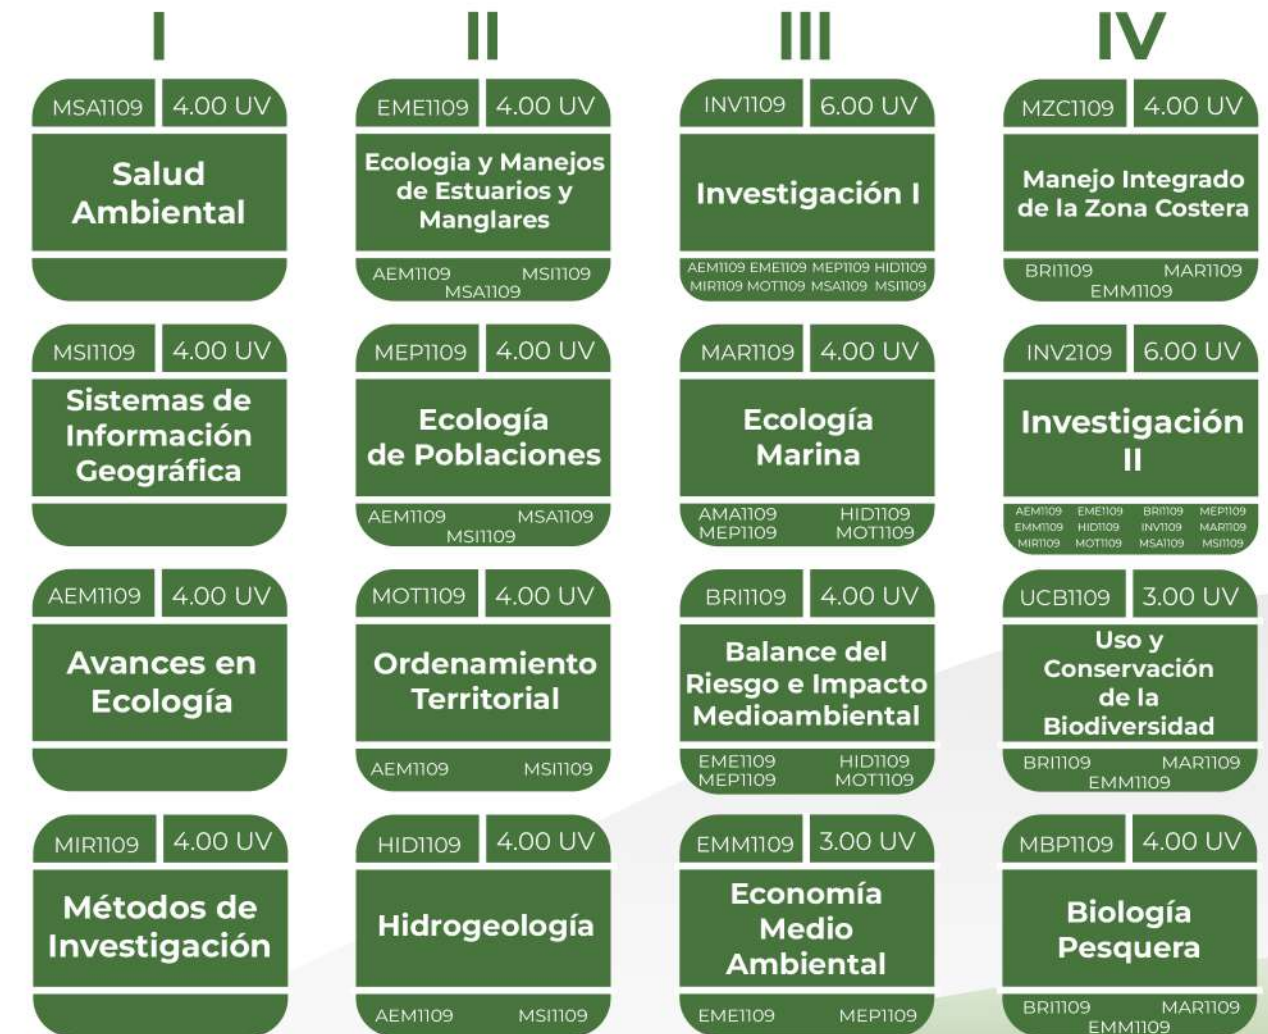 I
II
III
IV
MSA1109 4.00 UV
Salud
Ambiental
EME1109 4.00 UV
Ecologia y Manejos
de Estuarios y
Manglares
AEM1109 MSI1109
MSA1109
INV1109 6.00 UV
Investigación I
AEM1109 EME1109 MEP1109 HID1109
MIR1109 MOT1109 MSA1109 MSI1109
MZC1109 4.00 UV
Manejo Integrado
de la Zona Costera
BRI1109 MAR1109
EMM1109
MSI1109 4.00 UV
Sistemas de
Información
Geográfica
MEP1109 4.00 UV
Ecología
de Poblaciones
AEM1109 MSA1109
MSI1109
MAR1109 4.00 UV
Ecología
Marina
AMA1109 HID1109
MEP1109 MOT1109
INV2109 6.00 UV
Investigación
II
AEM1109 EME1109 BRI1109 MEP1109
EMM1109 HID1109 INV1109 MAR1109
MIR1109 MOT1109 MSA1109 MSI1109
AEM1109 4.00 UV
Avances en
Ecología
MOT1109 4.00 UV
Ordenamiento
Territorial
AEM1109 MSI1109
BRI1109 4.00 UV
Balance del
Riesgo e Impacto
Medioambiental
EME1109 HID1109
MEP1109 MOT1109
UCB1109 3.00 UV
Uso y
Conservación
de la
Biodiversidad
BRI1109 MAR1109
EMM1109
MIR1109 4.00 UV
Métodos de
Investigación
HID1109 4.00 UV
Hidrogeología
AEM1109 MSI1109
EMM1109 3.00 UV
Economía
Medio
Ambiental
EME1109 MEP1109
MBP1109 4.00 UV
Biología
Pesquera
BRI1109 MAR1109
EMM1109